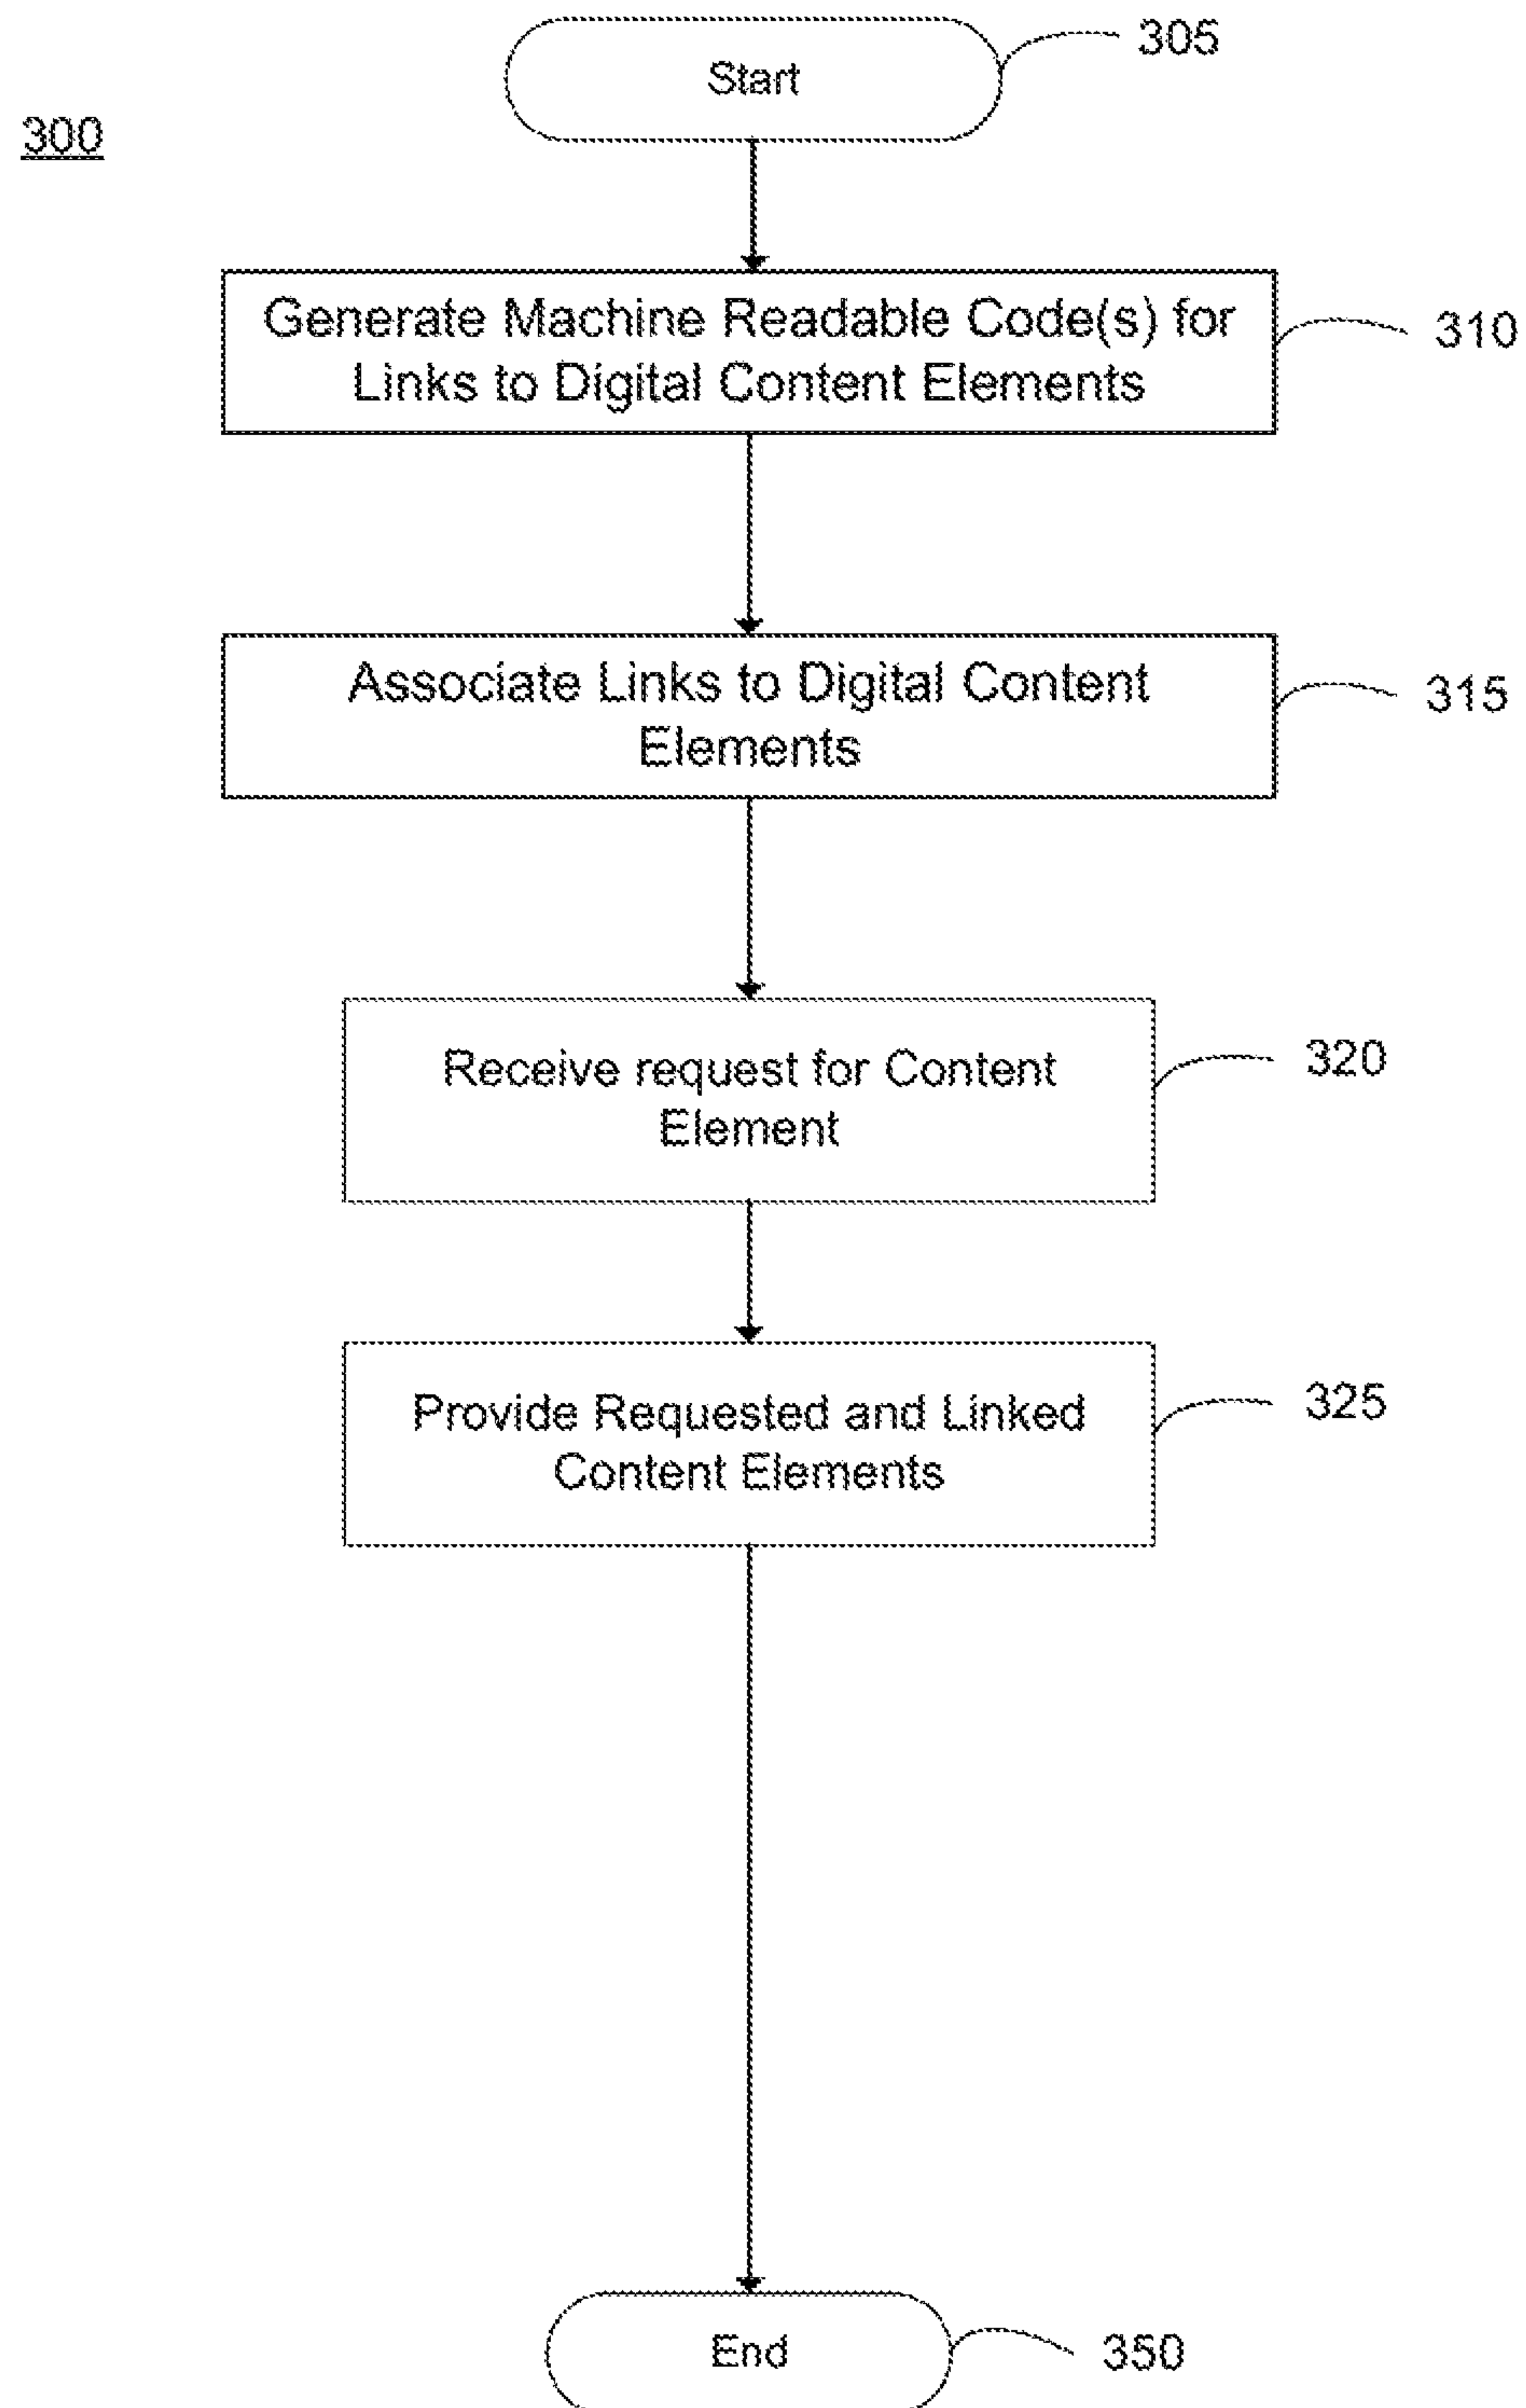 305
Start
300
Generate Machine Readable Code(s) for
Links to Digital Content Elements
310
Associate Links to Digital Content
Elements
315
Receive request for Content
Element
320
Provide Requested and Linked
Content Elements
325
End
350